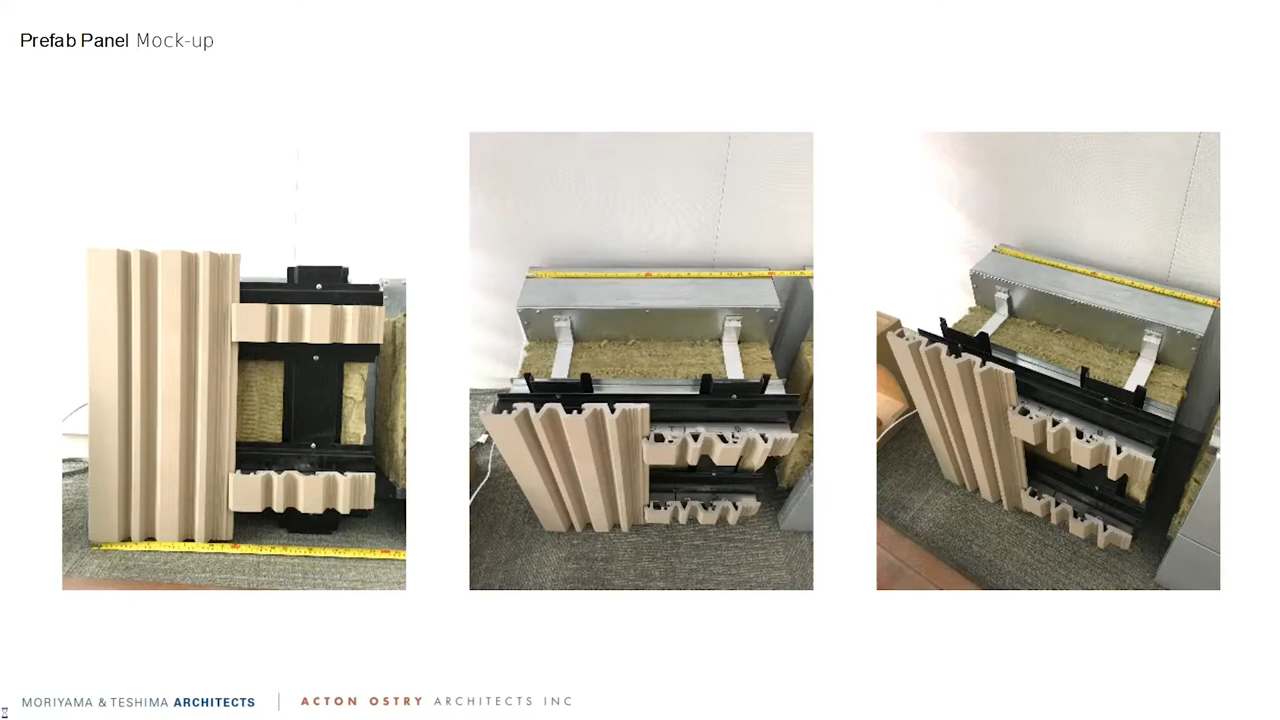 Prefab Panel Mock-up
MORIYAMA & TESHIMA ARCHITECTS | ACTON OSTRY ARCHITECTS INC